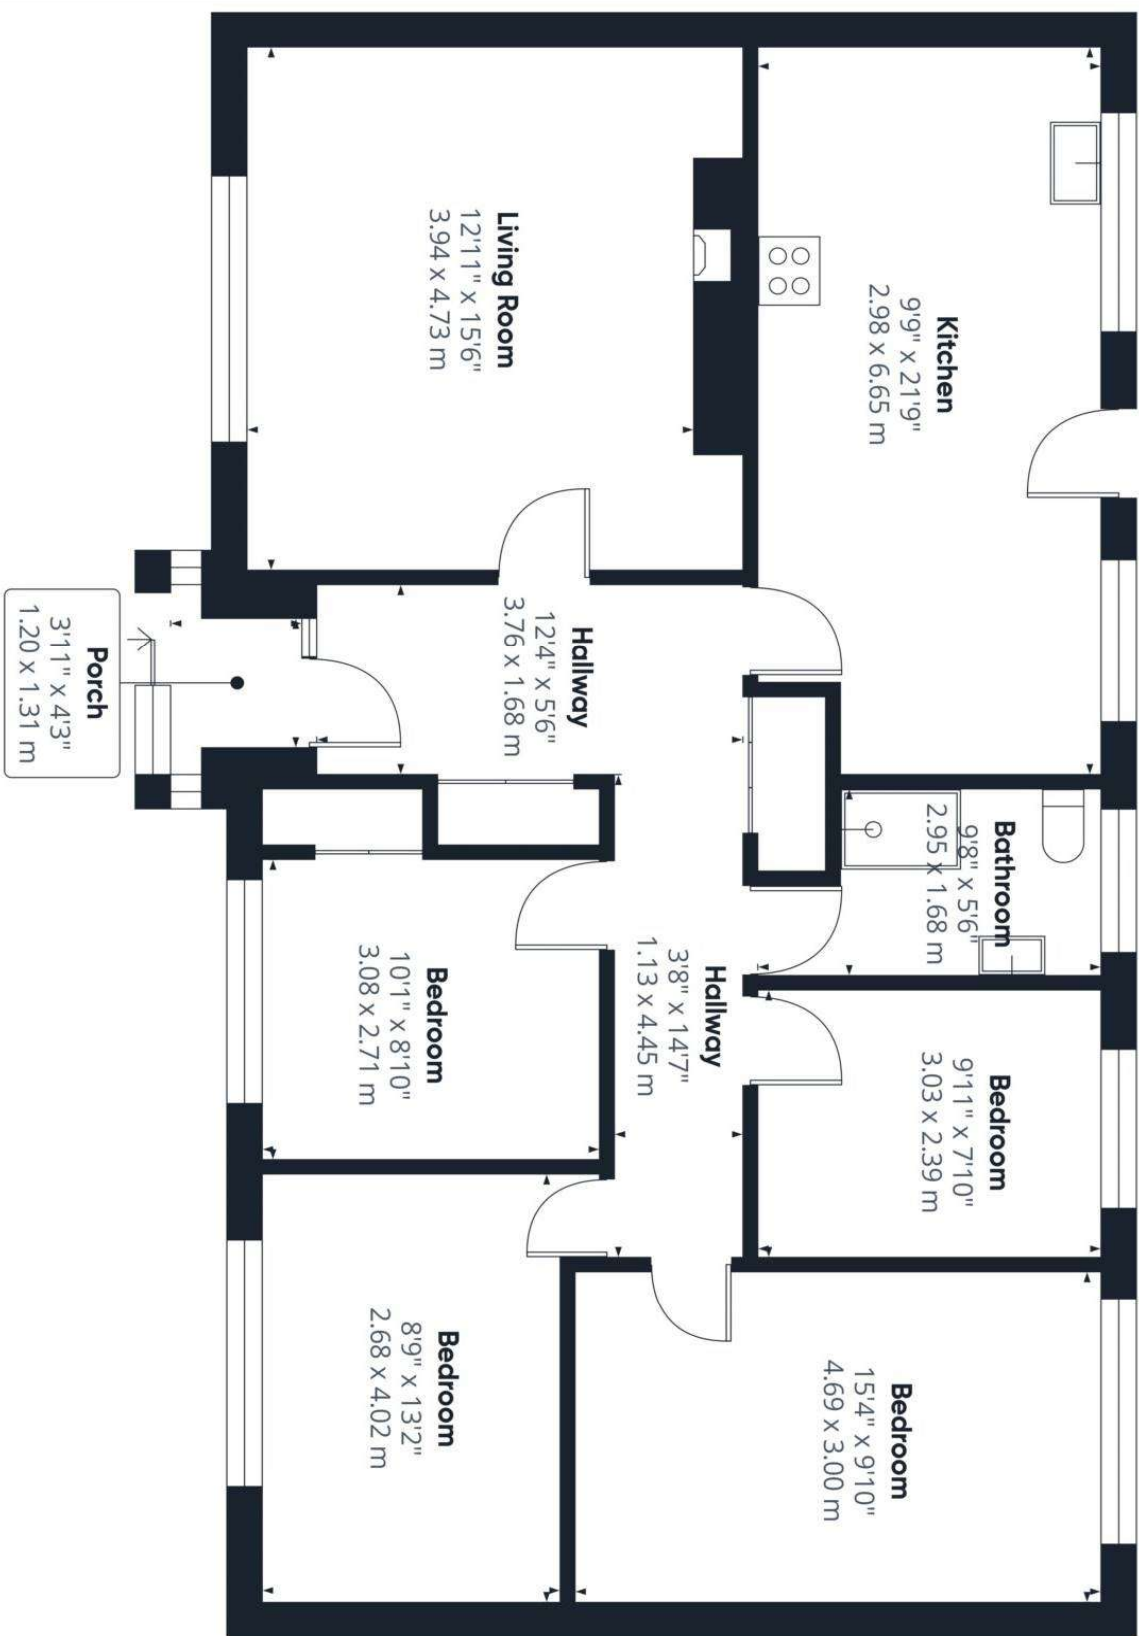 Kitchen
9'9" x 21'9"
2.98 x 6.65 m
Bathroom
9'8" x 5'6"
2.95 x 1.68 m
Bedroom
9'11" x 7'10"
3.03 x 2.39 m
Bedroom
15'4" x 9'10"
4.69 x 3.00 m
Living Room
12'11" x 15'6"
3.94 x 4.73 m
Hallway
12'4" x 5'6"
3.76 x 1.68 m
Hallway
3'8" x 14'7"
1.13 x 4.45 m
Bedroom
10'1" x 8'10"
3.08 x 2.71 m
Bedroom
8'9" x 13'2"
2.68 x 4.02 m
Porch
3'11" x 4'3"
1.20 x 1.31 m